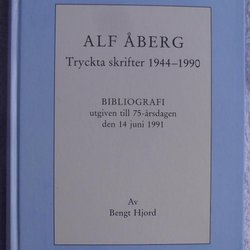 ALF ÅBERG
Tryckta skrifter 1944–1990
BIBLIOGRAFI
utgiven till 75-årsdagen
den 14 juni 1991
Av
Bengt Hjord